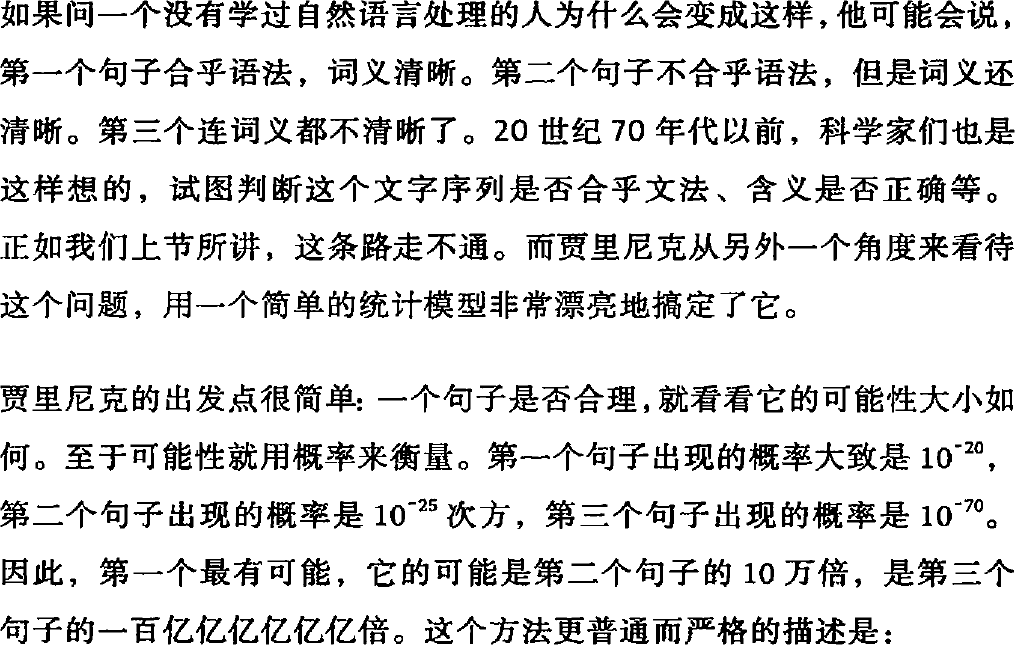 如果问一个没有学过自然语言处理的人为什么会变成这样，他可能会说，
第一个句子合乎语法，词义清晰。第二个句子不合乎语法，但是词义还
清晰。第三个连词义都不清晰了。20 世纪 70 年代以前，科学家们也是
这样想的，试图判断这个文字序列是否合乎文法、含义是否正确等。
正如我们上节所讲，这条路走不通。而贾里尼克从另外一个角度来看待
这个问题，用一个简单的统计模型非常漂亮地搞定了它。
贾里尼克的出发点很简单：一个句子是否合理，就看看它的可能性大小如
何。至于可能性就用概率来衡量。第一个句子出现的概率大致是 10⁻²⁰，
第二个句子出现的概率是 10⁻²⁵ 次方，第三个句子出现的概率是 10⁻⁷⁰。
因此，第一个最有可能，它的可能是第二个句子的 10 万倍，是第三个
句子的一百亿亿亿亿亿亿倍。这个方法更普通而严格的描述是：